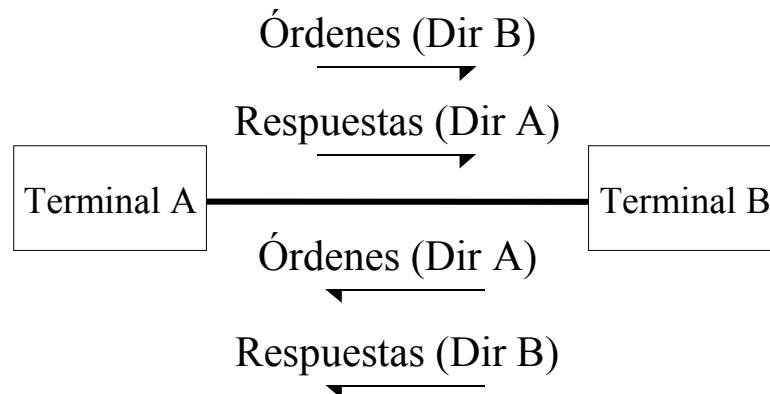 Órdenes (Dir B)
Respuestas (Dir A)
Terminal A
Terminal B
Órdenes (Dir A)
Respuestas (Dir B)